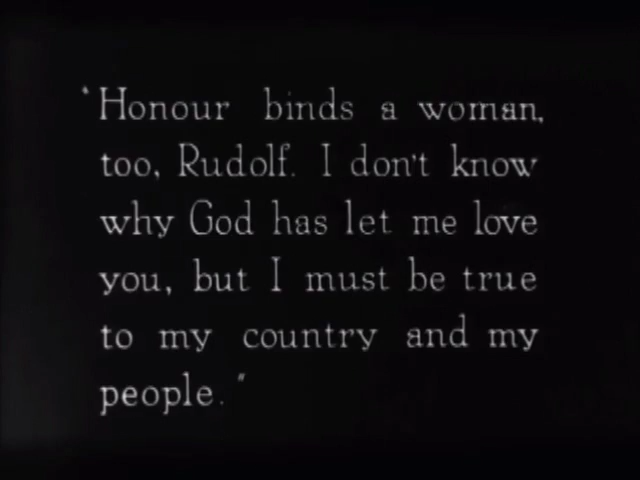 "Honour binds a woman,
too, Rudolf. I don't know
why God has let me love
you, but I must be true
to my country and my
people."